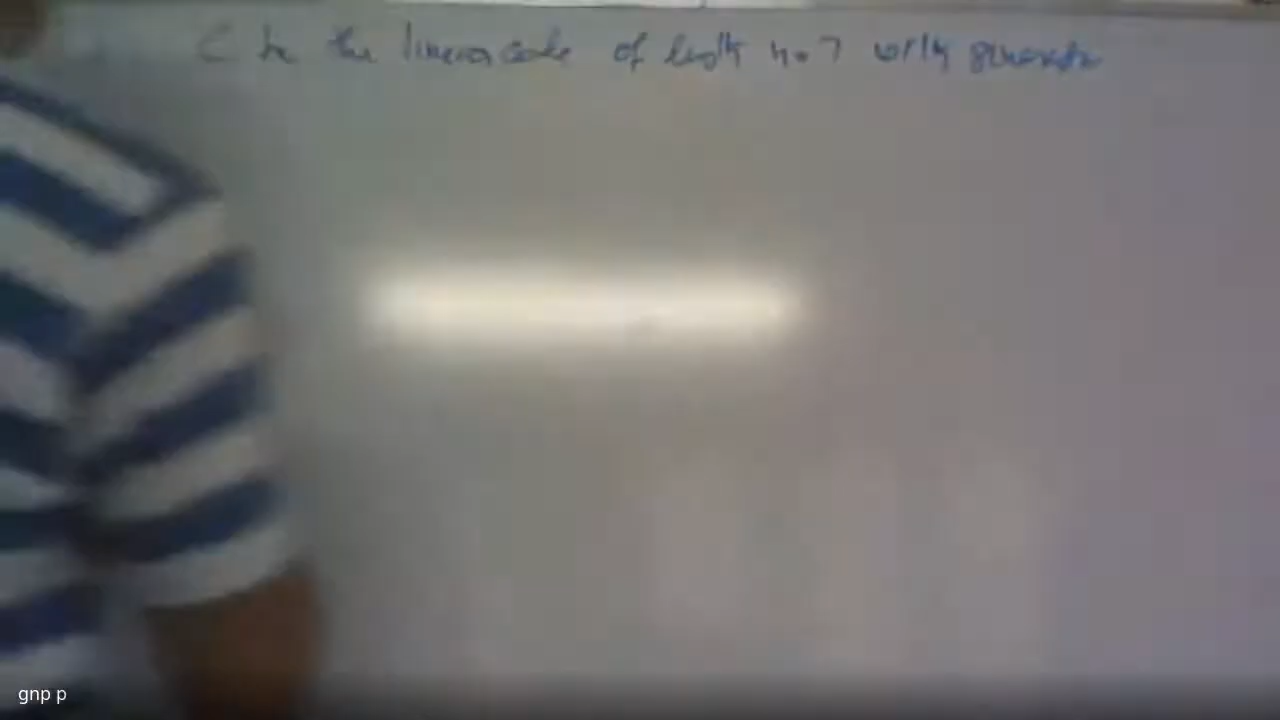 C be the linear code of length n=7 with generator
gnp p